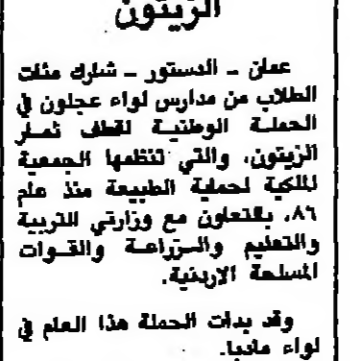 الزيتون
عمان - الدستور - شارك مئات
الطلاب من مدارس لواء عجلون في
الحملة الوطنية لقطف ثمار
الزيتون، والتي تنظمها الجمعية
الملكية لحماية الطبيعة منذ عام
٨٦، بالتعاون مع وزارتي التربية
والتعليم والزراعة والقوات
المسلحة الاردنية.
وقد بدات الحملة هذا العام في
لواء مادبا.